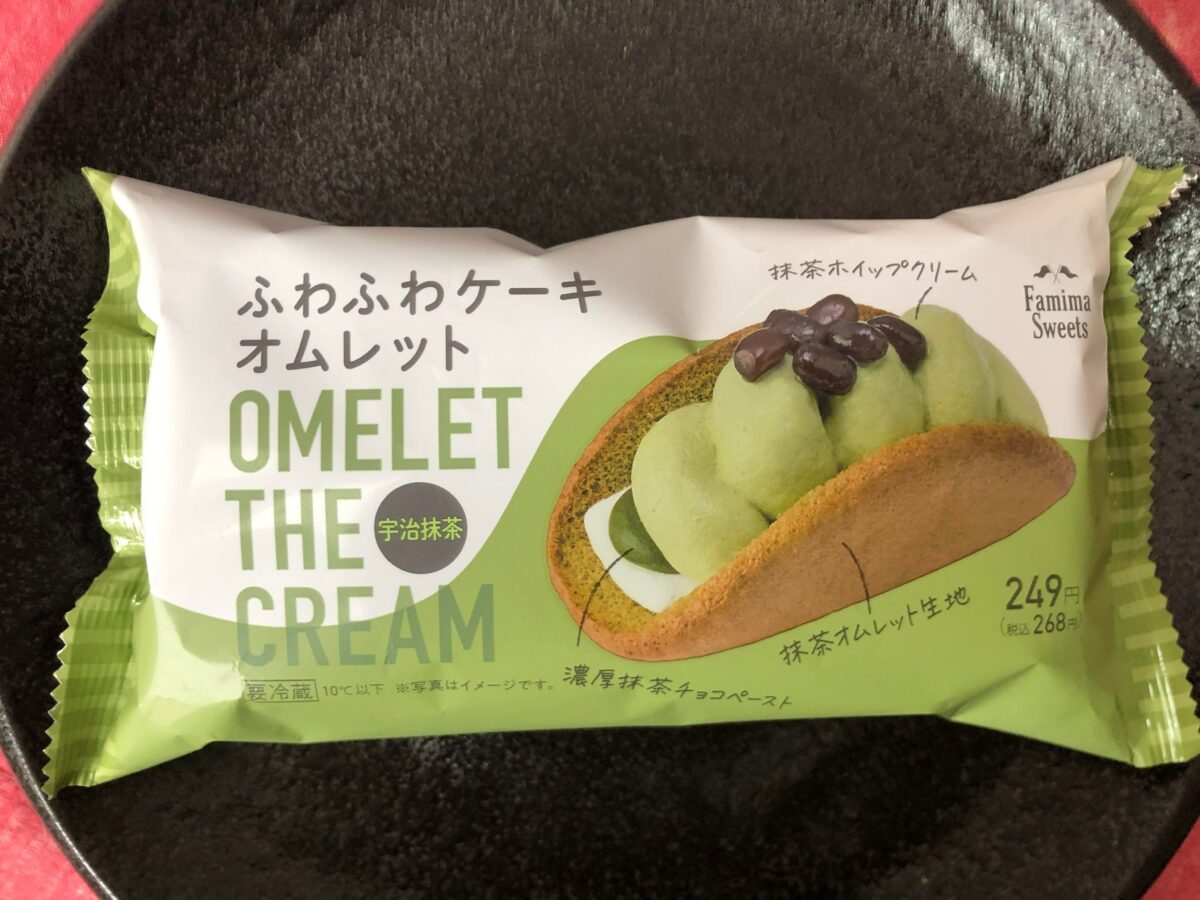 ふわふわケーキ
オムレット
OMELET
THE
宇治抹茶
CREAM
要冷蔵 10℃以下 ※写真はイメージです。
抹茶ホイップクリーム
Famima
Sweets
濃厚抹茶チョコペースト
抹茶オムレット生地
249円
(税込268円)